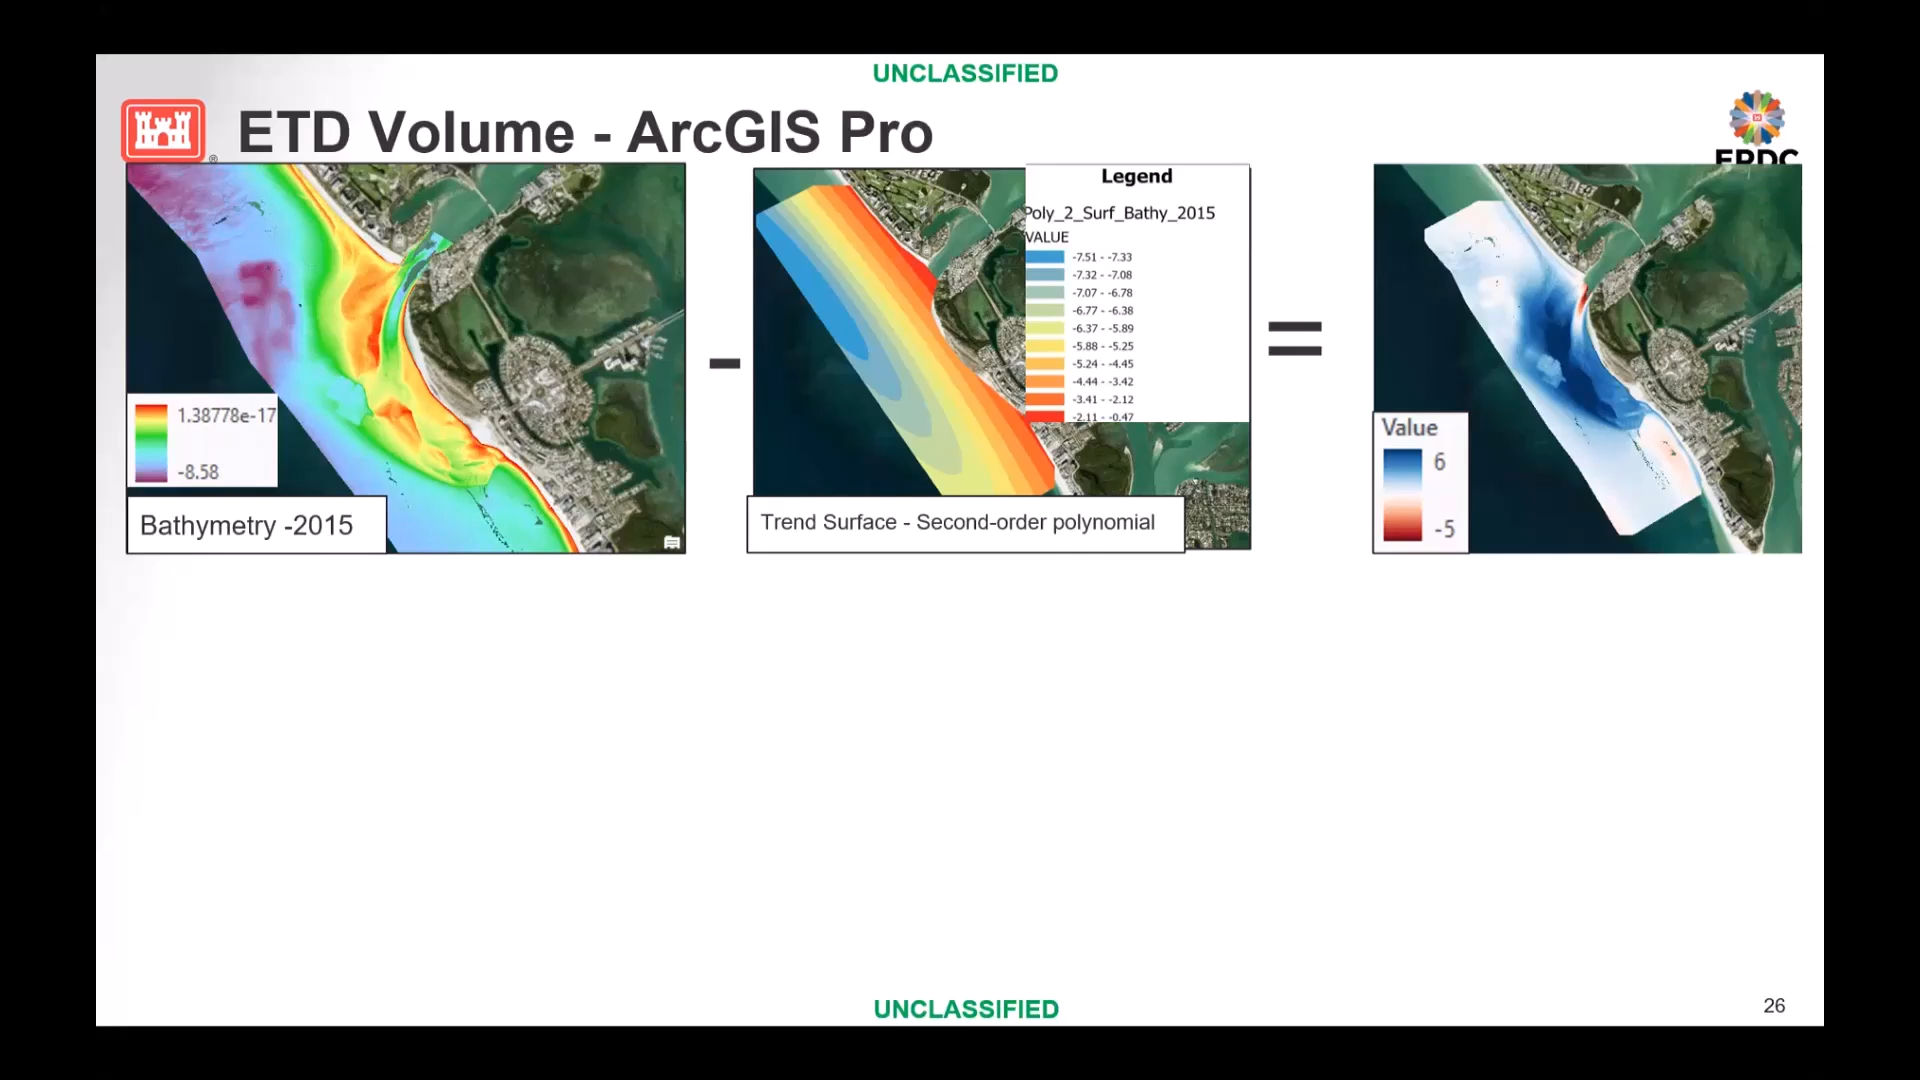 UNCLASSIFIED
ETD Volume - ArcGIS Pro
®
ERDC
1.38778e-17
-8.58
Bathymetry -2015
-
Legend
Poly_2_Surf_Bathy_2015
VALUE
-7.51 - -7.33
-7.32 - -7.08
-7.07 - -6.78
-6.77 - -6.38
-6.37 - -5.89
-5.88 - -5.25
-5.24 - -4.45
-4.44 - -3.42
-3.41 - -2.12
-2.11 - -0.47
Trend Surface - Second-order polynomial
=
Value
6
-5
UNCLASSIFIED
26